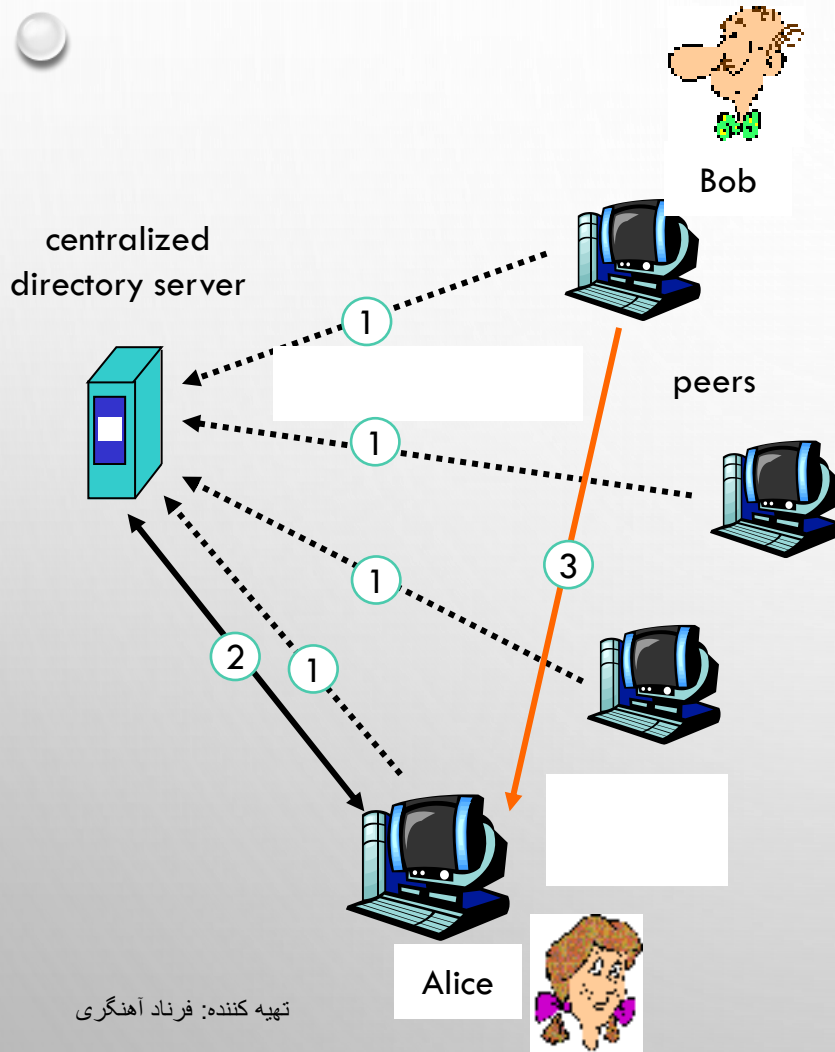 Bob
centralized
directory server
1
peers
1
3
1
2
1
Alice
تهیه کننده: فرناد آهنگری